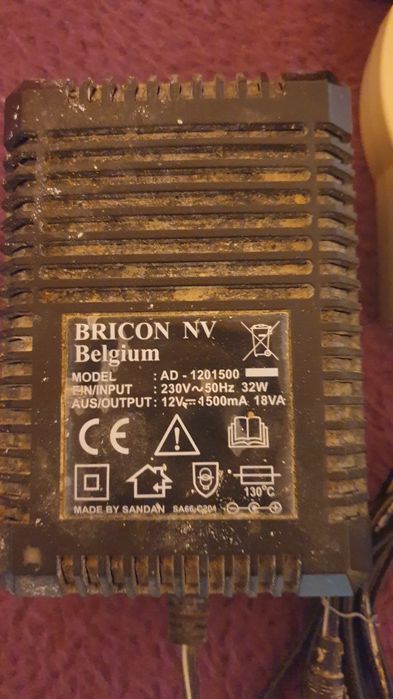 BRICON NV
Belgium
MODEL : AD - 1201500
EIN/INPUT : 230V~50Hz 32W
AUS/OUTPUT : 12V⎓1500mA 18VA
CE
130°C
MADE BY SANDAN SA66-C204